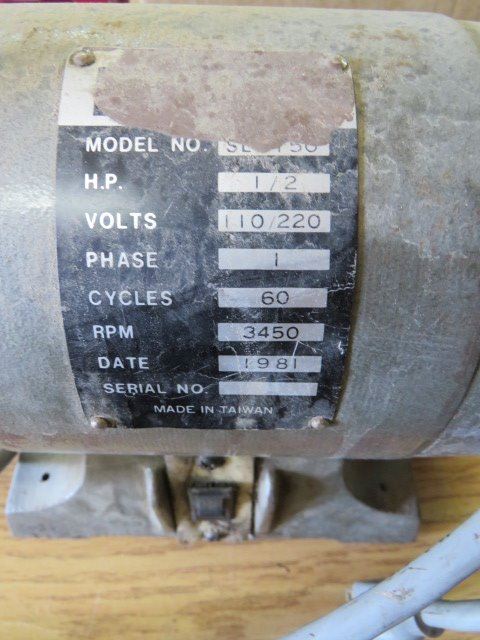 MODEL NO.
H.P. 1/2
VOLTS 110/220
PHASE 1
CYCLES 60
RPM 3450
DATE 1981
SERIAL NO.
MADE IN TAIWAN